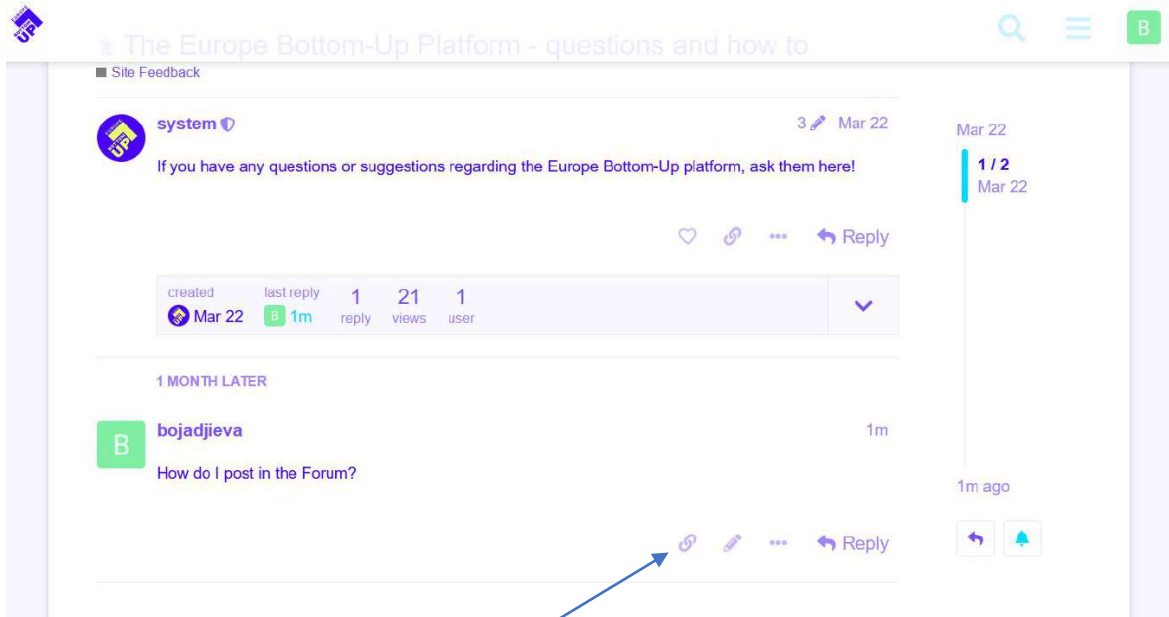 EUROPE BOTTOM UP
The Europe Bottom-Up Platform - questions and how to
B
Site Feedback
system
3 Mar 22
If you have any questions or suggestions regarding the Europe Bottom-Up platform, ask them here!
Reply
Mar 22
1 / 2
Mar 22
created last reply 1 21 1
Mar 22 B 1m reply views user
1 MONTH LATER
B bojadjieva 1m
How do I post in the Forum?
Reply
1m ago